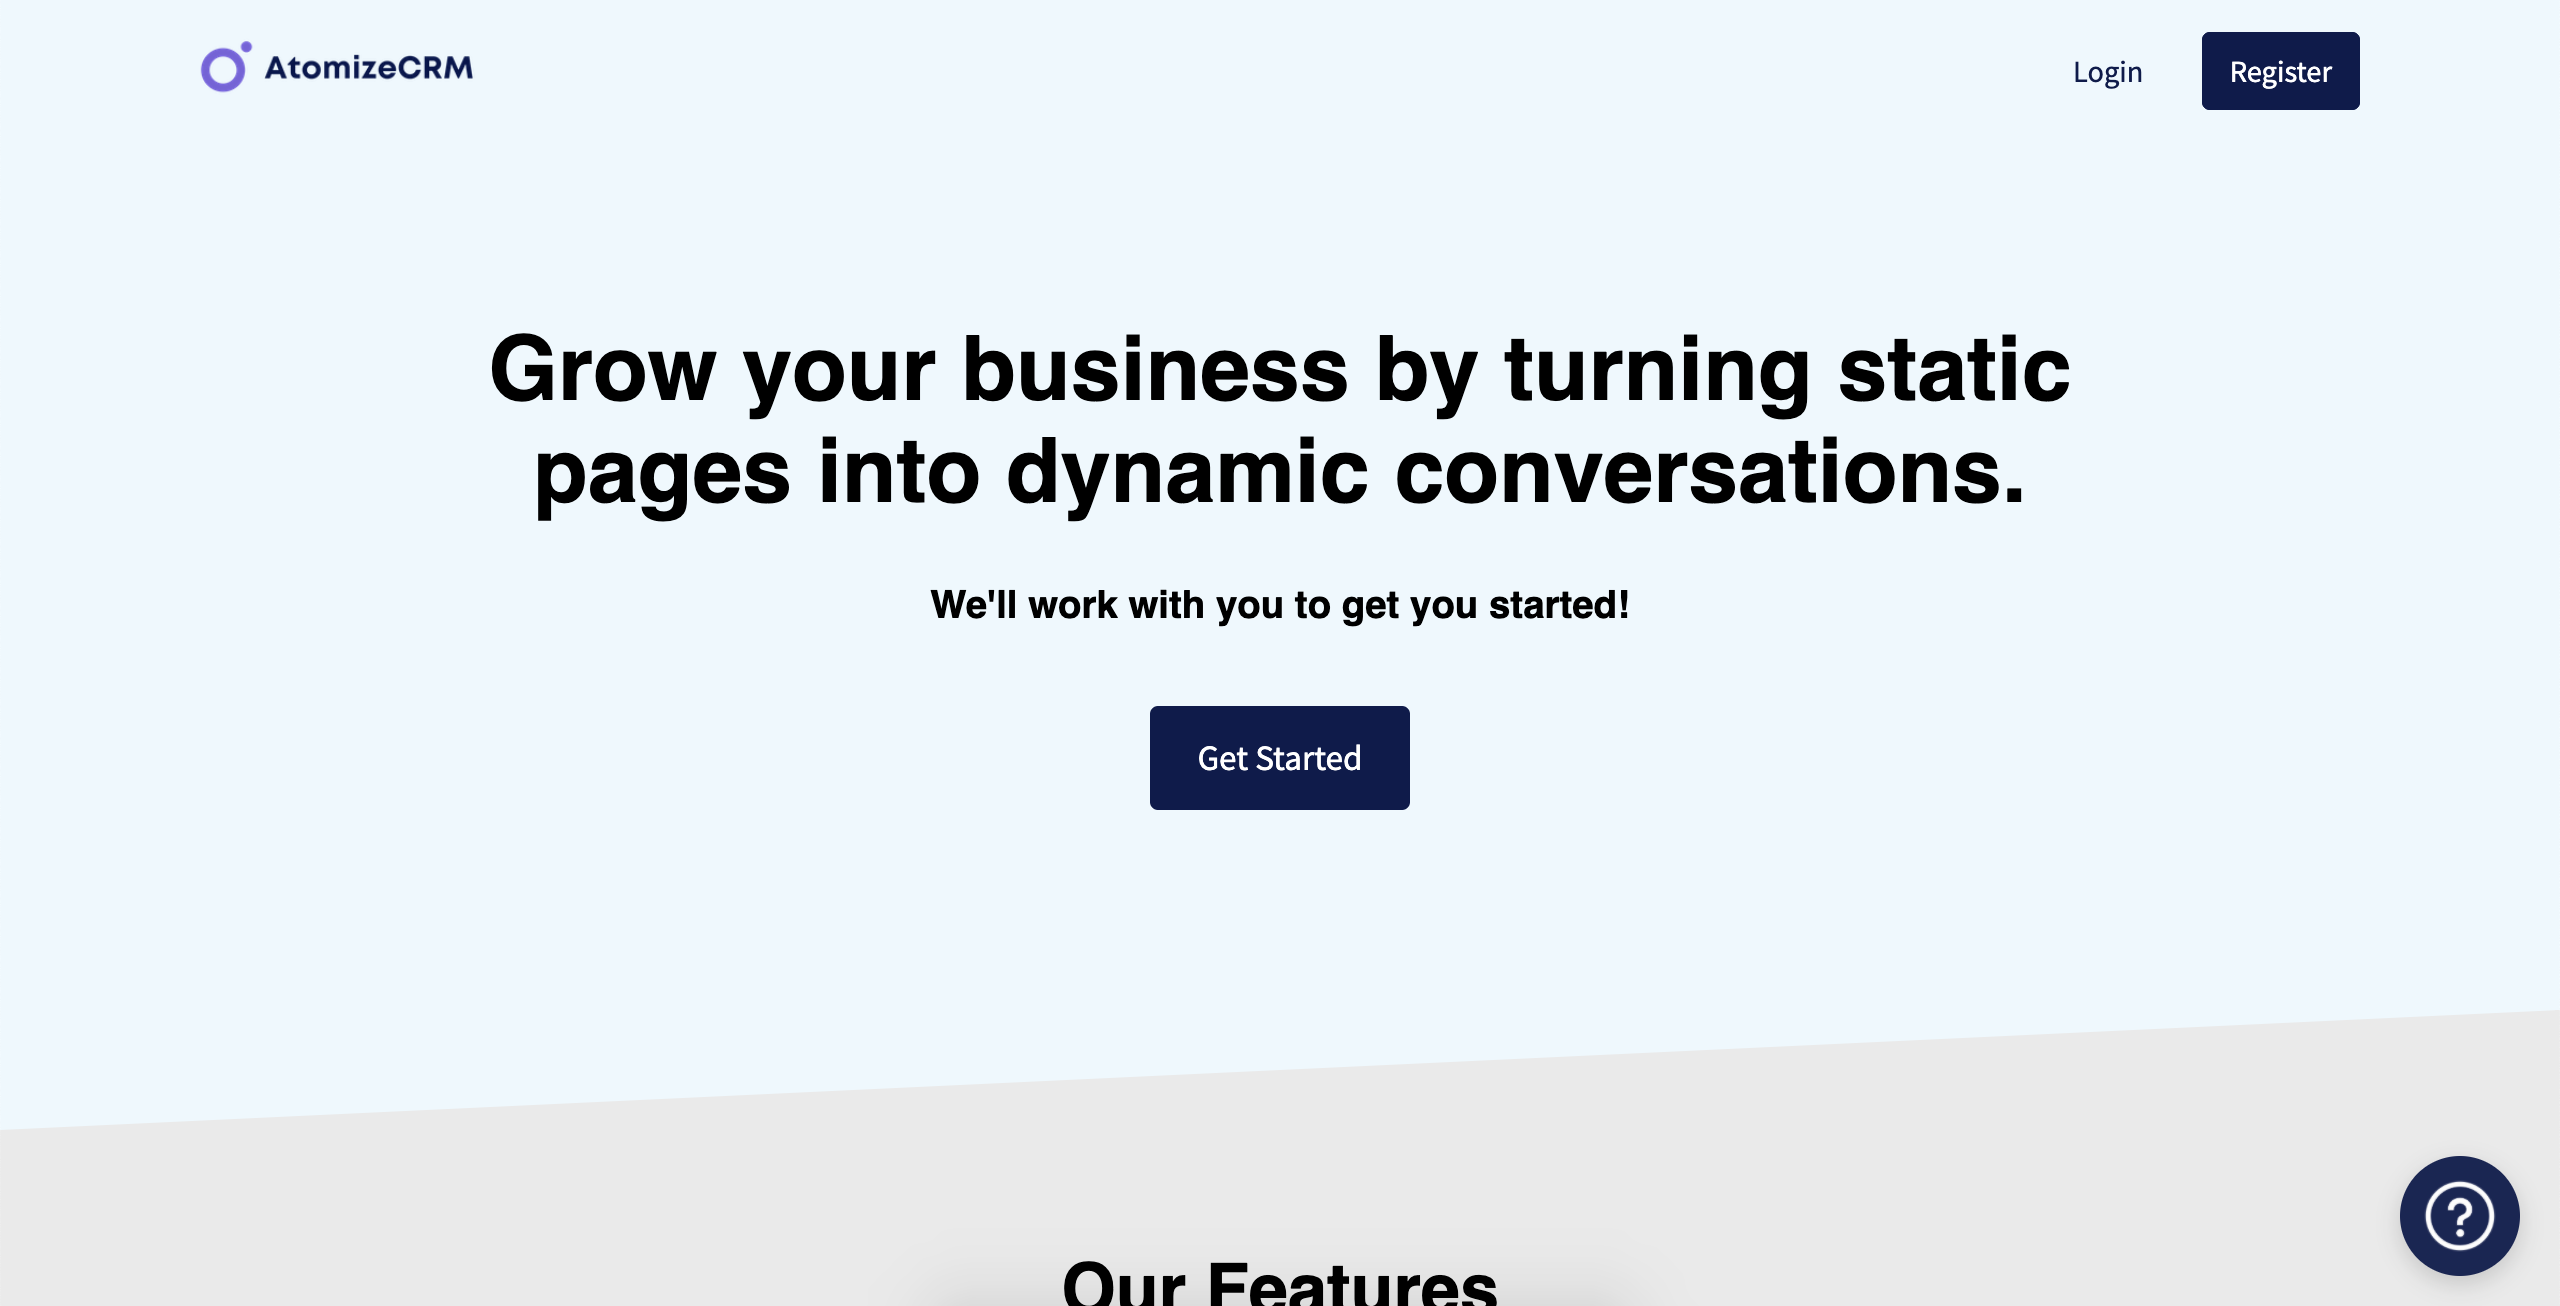 AtomizeCRM
Login
Register
Grow your business by turning static
pages into dynamic conversations.
We'll work with you to get you started!
Get Started
?
Our Features